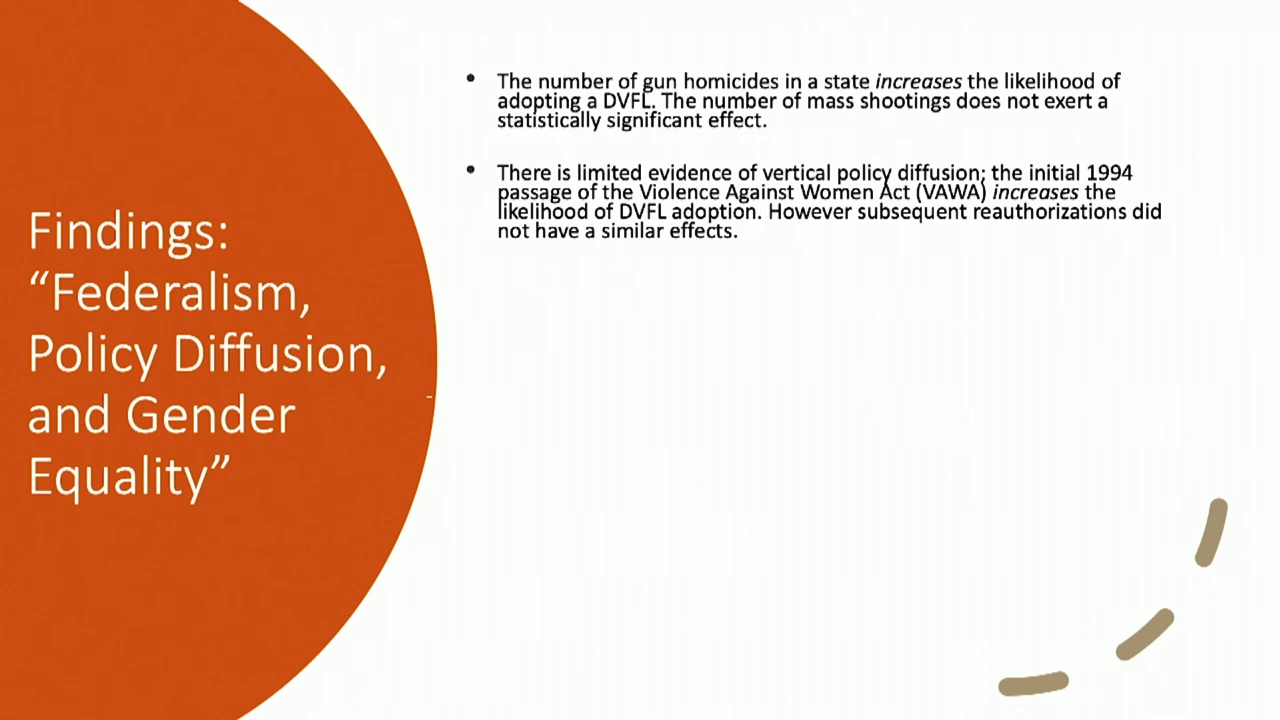 Findings:
“Federalism,
Policy Diffusion,
and Gender
Equality”
• The number of gun homicides in a state increases the likelihood of
adopting a DVFL. The number of mass shootings does not exert a
statistically significant effect.
• There is limited evidence of vertical policy diffusion; the initial 1994
passage of the Violence Against Women Act (VAWA) increases the
likelihood of DVFL adoption. However subsequent reauthorizations did
not have a similar effects.